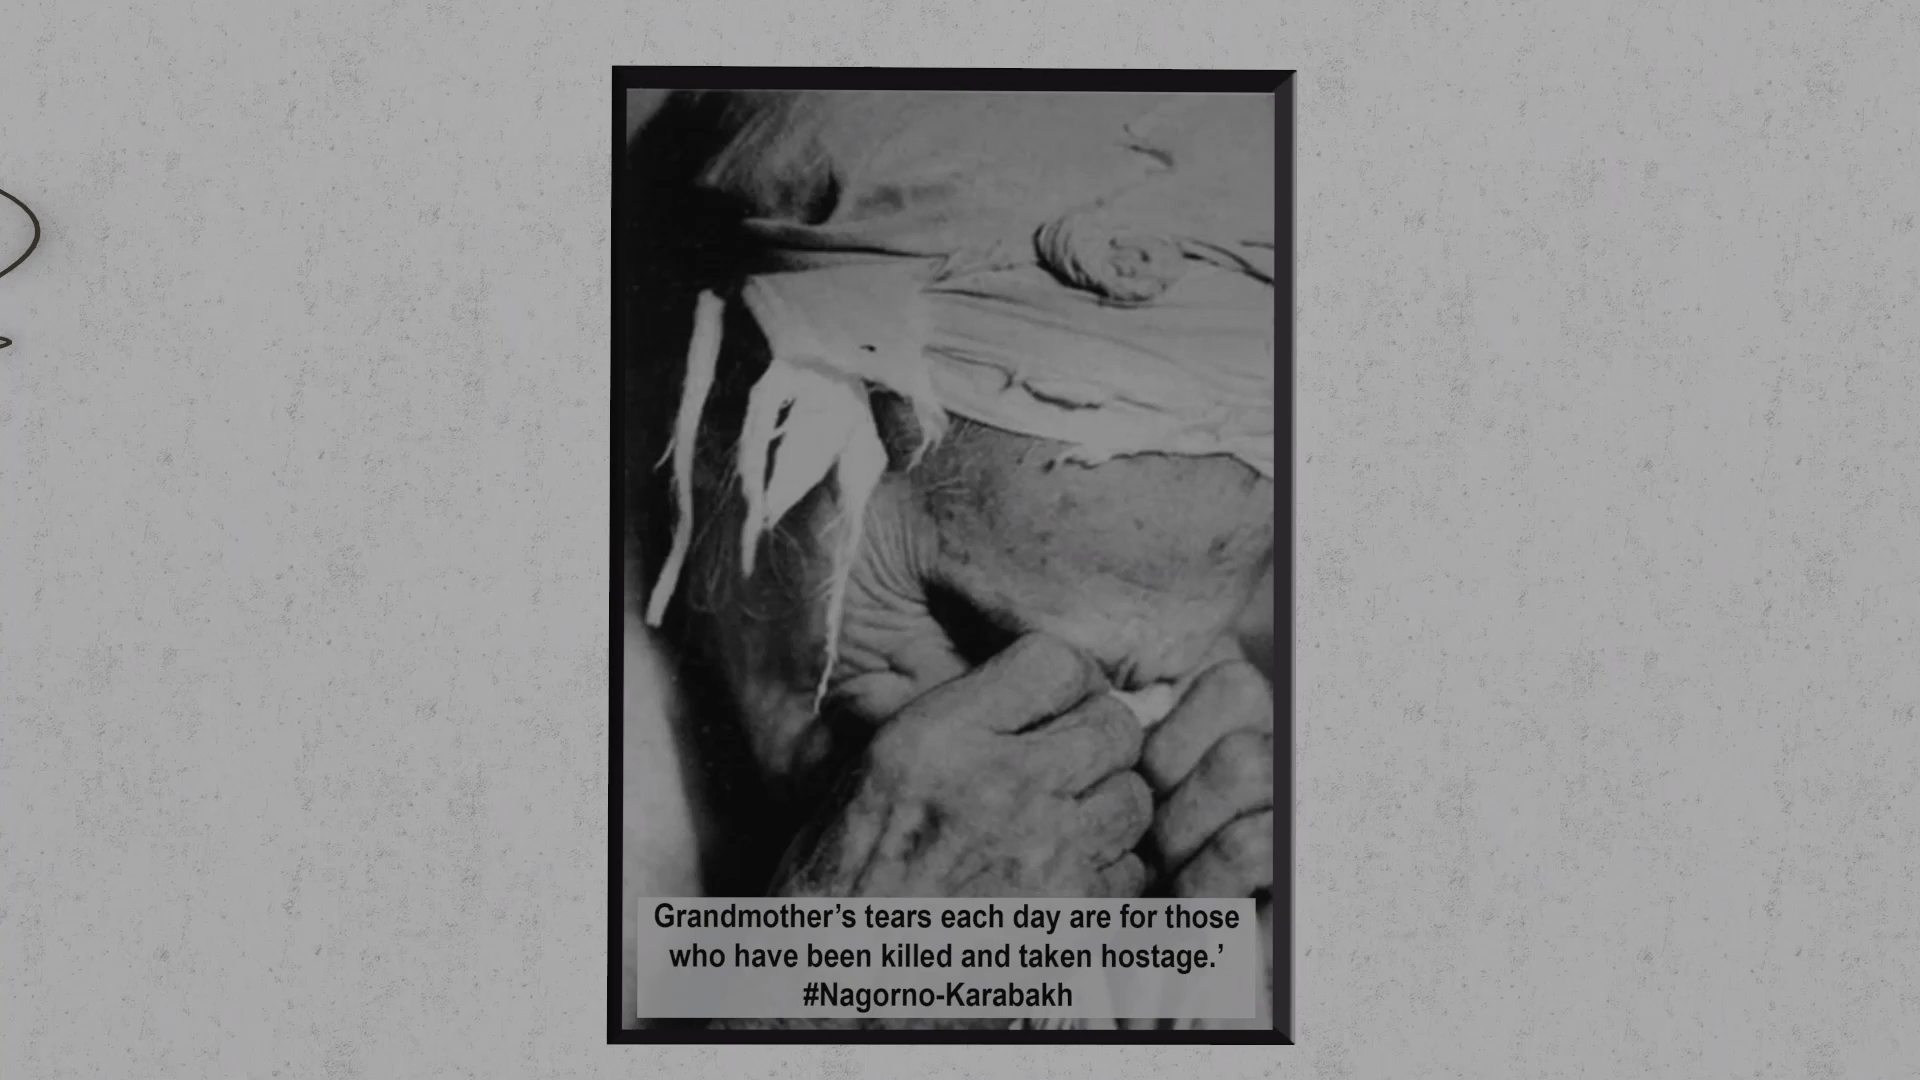 Grandmother’s tears each day are for those
who have been killed and taken hostage.’
#Nagorno-Karabakh